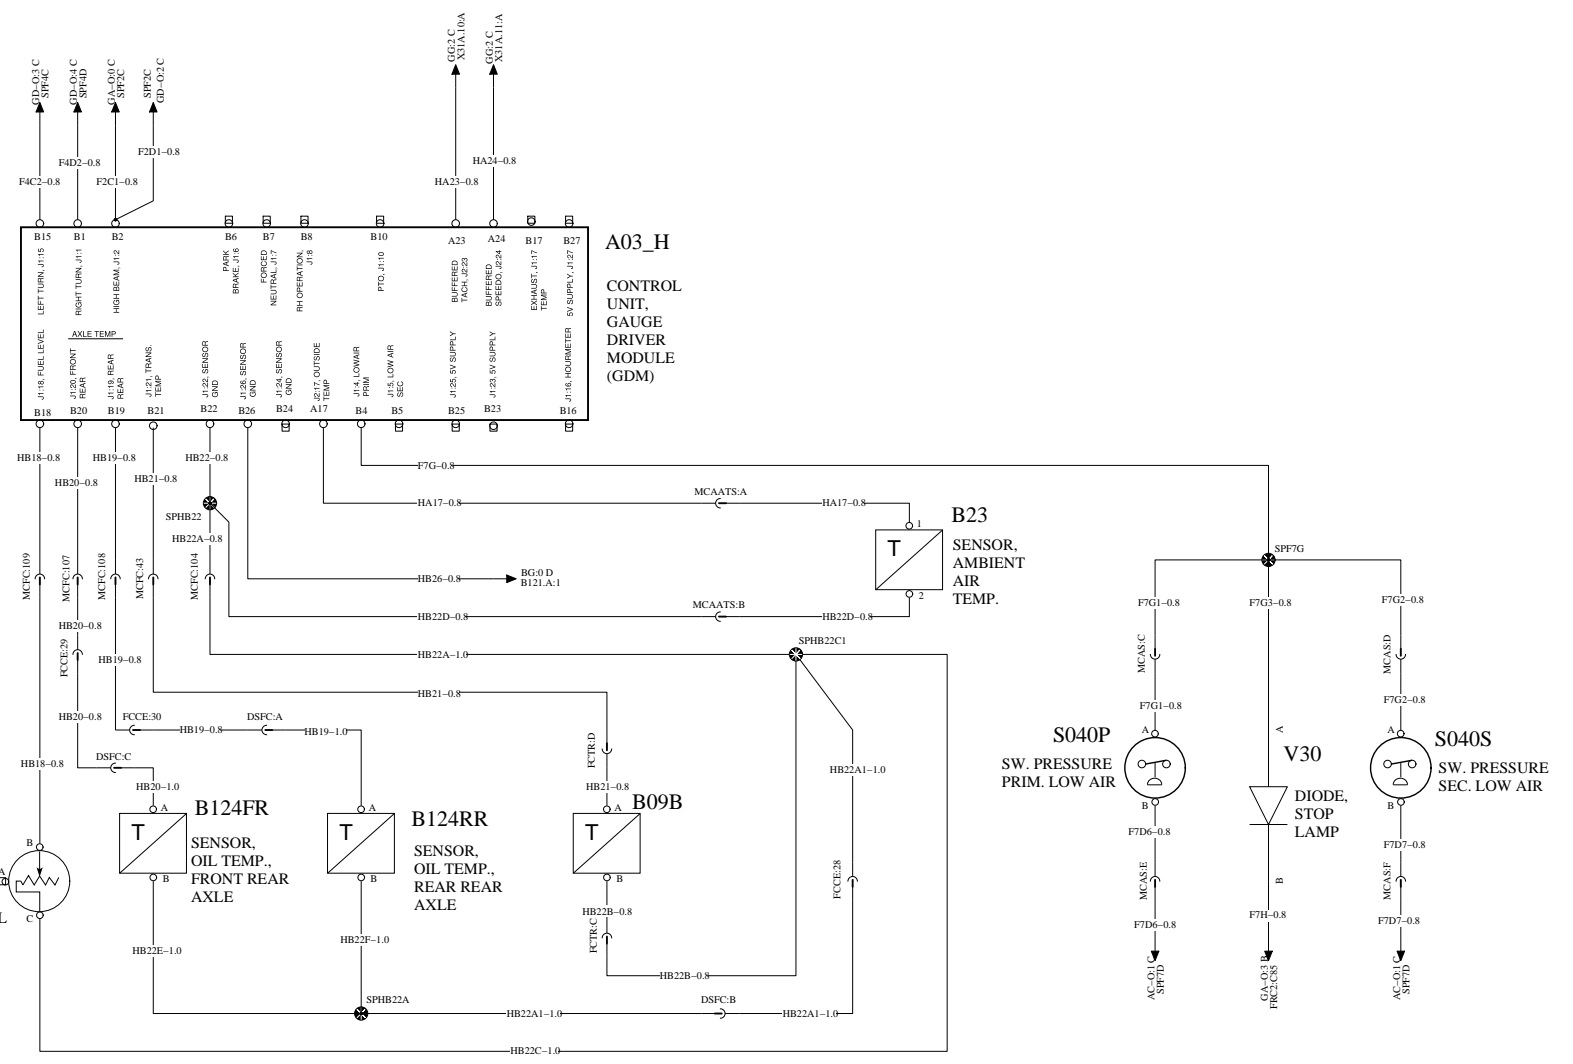 GD-O:3 C
SPF4C
GD-O:4 C
SPF4D
GA-O:0 C
SPF2C
SPF2C
GD-O:2 C
GG:2 C
X31A.10:A
GG:2 C
X31A.11:A
F4C2-0.8
F4D2-0.8
F2C1-0.8
F2D1-0.8
HA23-0.8
HA24-0.8
B15
B1
B2
B6
B7
B8
B10
A23
A24
B17
B27
LEFT TURN, J1:15
RIGHT TURN, J1:1
HIGH BEAM, J1:2
PARK
BRAKE, J1:6
FORCED
NEUTRAL, J1:7
RH OPERATION,
J1:8
PTO, J1:10
BUFFERED
TACH, J2:23
BUFFERED
SPEEDO, J2:24
EXHAUST, J1:17
TEMP
5V SUPPLY, J1:27
A03_H
CONTROL
UNIT,
GAUGE
DRIVER
MODULE
(GDM)
AXLE TEMP
J1:18, FUEL LEVEL
J1:20, FRONT
REAR
J1:19, REAR
REAR
J1:21, TRANS.
TEMP
J1:22, SENSOR
GND
J1:26, SENSOR
GND
J1:24, SENSOR
GND
J2:17, OUTSIDE
TEMP
J1:4, LOWAIR
PRIM
J1:5, LOW AIR
SEC
J1:25, 5V SUPPLY
J1:23, 5V SUPPLY
J1:16, HOURMETER
B18
B20
B19
B21
B22
B26
B24
A17
B4
B5
B25
B23
B16
HB18-0.8
HB20-0.8
HB19-0.8
HB21-0.8
HB22-0.8
F7G-0.8
SPHB22
HA17-0.8
MCAATS:A
HA17-0.8
1
B23
SENSOR,
AMBIENT
AIR
TEMP.
T
2
HB22A-0.8
MCFC:109
MCFC:107
MCFC:108
MCFC:43
MCFC:104
HB26-0.8
BG:0 D
B121.A:1
HB22D-0.8
MCAATS:B
HB22D-0.8
SPF7G
F7G1-0.8
F7G3-0.8
F7G2-0.8
HB20-0.8
FCCE:29
HB19-0.8
HB22A-1.0
SPHB22C1
MCAS:C
MCAS:D
HB21-0.8
F7G1-0.8
F7G2-0.8
HB20-0.8
FCCE:30
HB19-0.8
DSFC:A
HB19-1.0
FCTR:D
S040P
SW. PRESSURE
PRIM. LOW AIR
A
B
A
V30
DIODE,
STOP
LAMP
B
S040S
SW. PRESSURE
SEC. LOW AIR
A
B
HB18-0.8
DSFC:C
HB20-1.0
HB21-0.8
HB22A1-1.0
A
B124FR
SENSOR,
OIL TEMP.,
FRONT REAR
AXLE
T
B
A
B124RR
SENSOR,
OIL TEMP.,
REAR REAR
AXLE
T
B
A
B09B
T
B
F7D6-0.8
F7D7-0.8
B
A
C
L
FCCE:28
MCAS:E
MCAS:F
HB22B-0.8
FCTR:C
F7D6-0.8
F7H-0.8
F7D7-0.8
HB22E-1.0
HB22F-1.0
HB22B-0.8
AC-O:1 C
SPF7D
GA-O:3 B
FRC2:C85
AC-O:1 C
SPF7D
SPHB22A
HB22A1-1.0
DSFC:B
HB22A1-1.0
HB22C-1.0